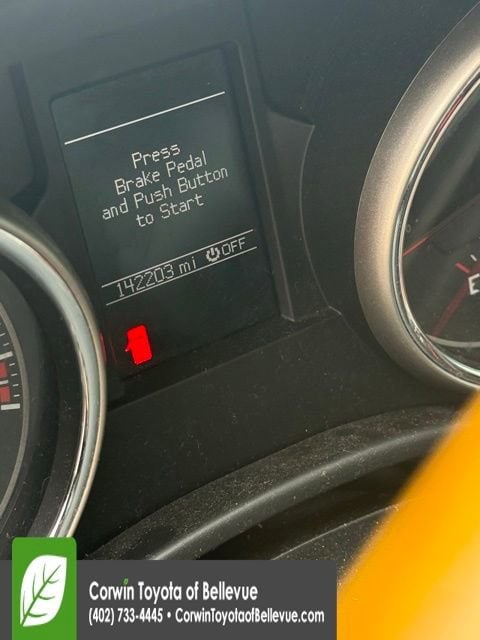 Press
Brake Pedal
and Push Button
to Start
142203 mi OFF
E
Corwin Toyota of Bellevue
(402) 733-4445 • CorwinToyotaofBellevue.com